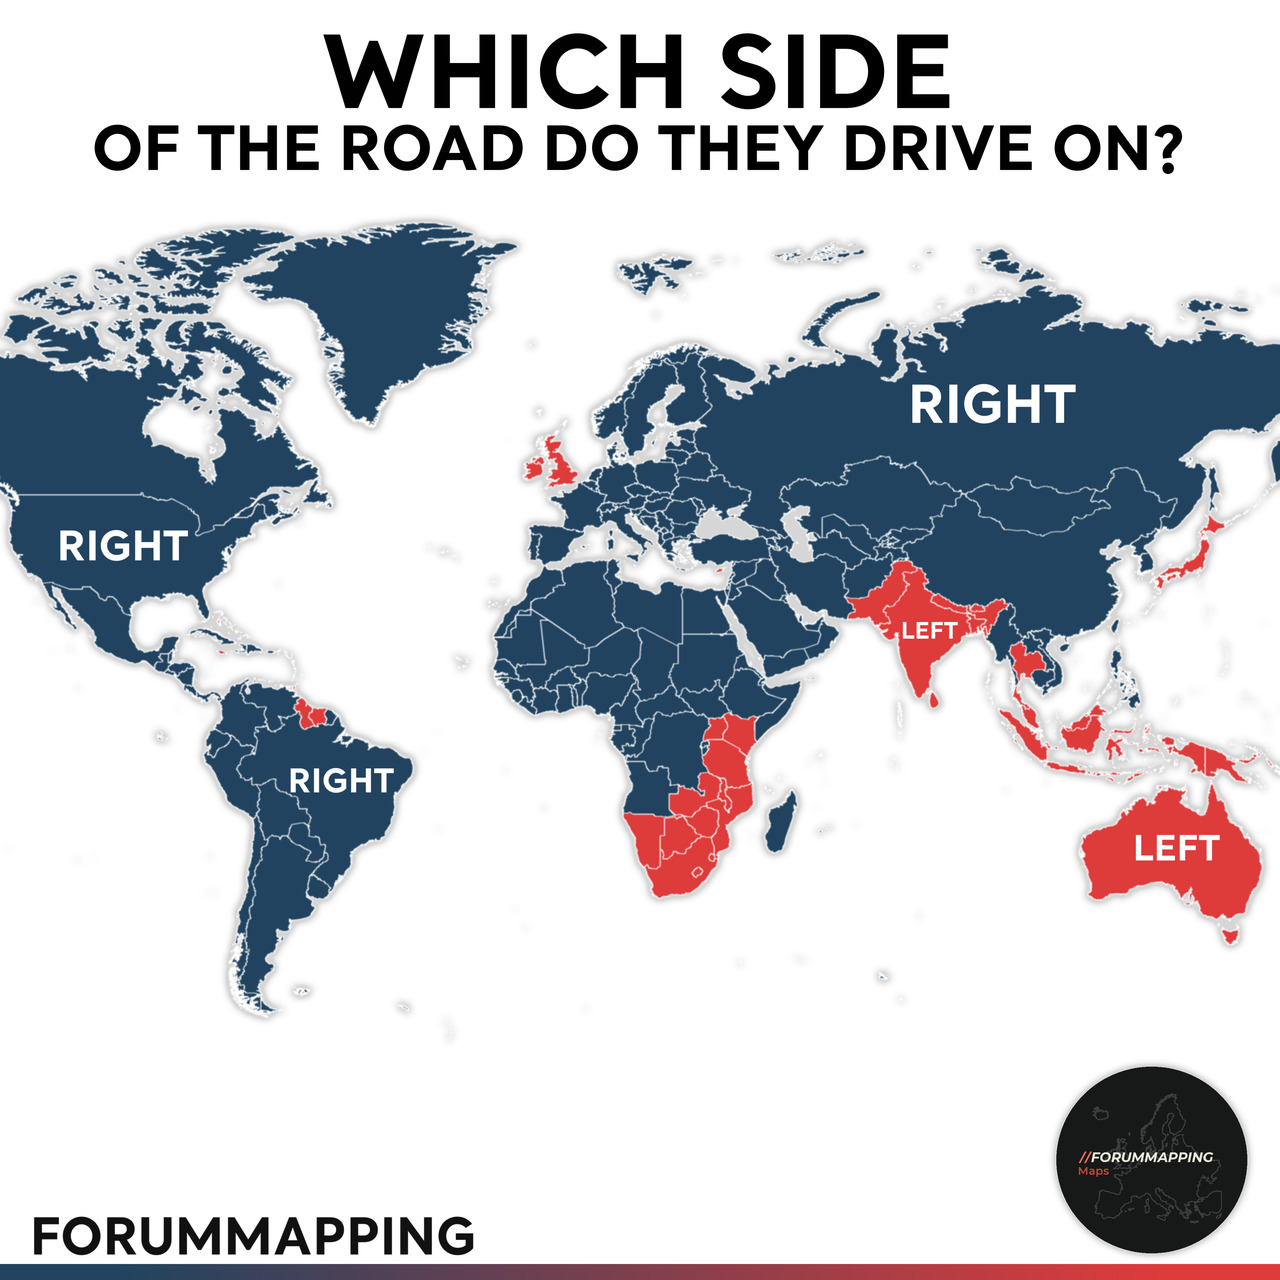 WHICH SIDE
OF THE ROAD DO THEY DRIVE ON?
RIGHT
RIGHT
LEFT
RIGHT
LEFT
//FORUMMAPPING
Maps
FORUMMAPPING